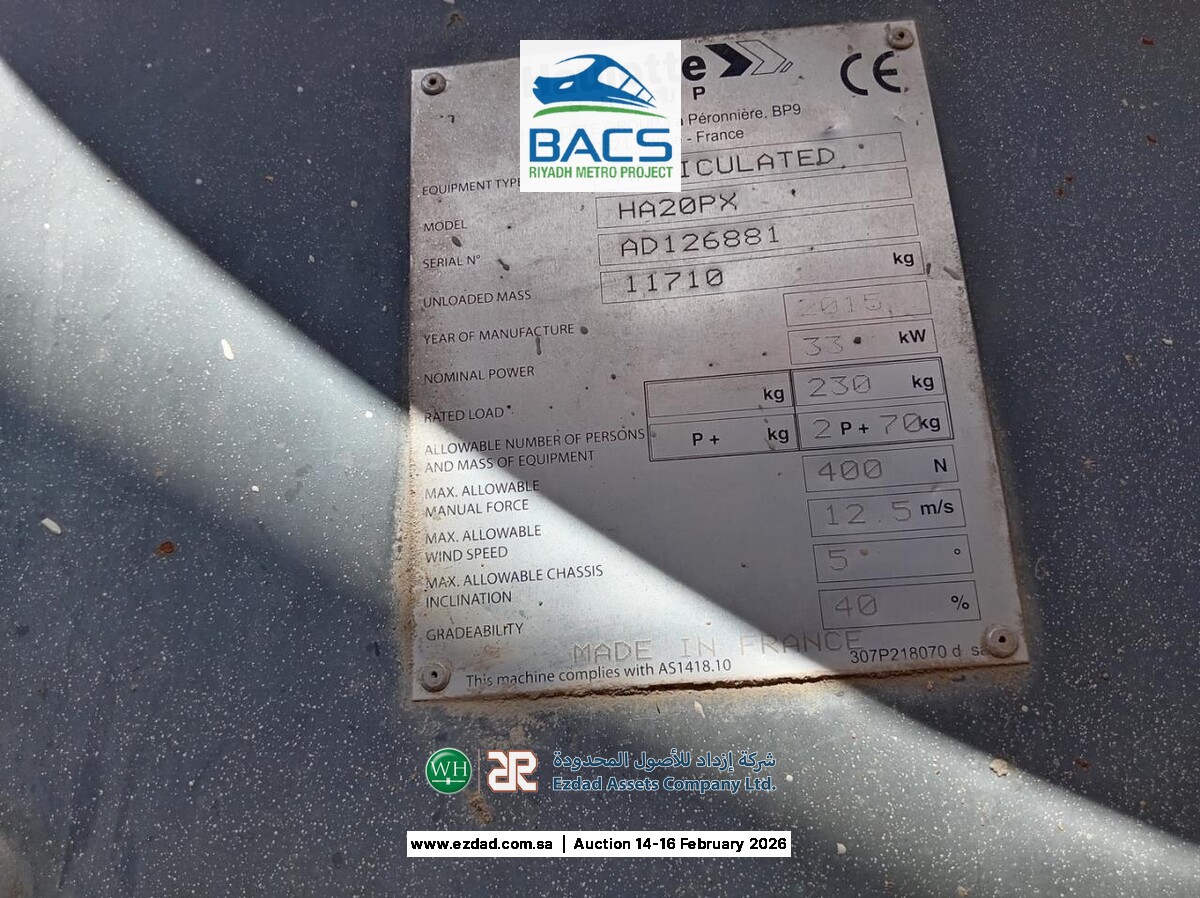 e
CE
P
Péronnière, BP9
- France
BACS
RIYADH METRO PROJECT
EQUIPMENT TYPE ICULATED
MODEL HA20PX
SERIAL N° AD126881
UNLOADED MASS 11710 kg
YEAR OF MANUFACTURE 2015
NOMINAL POWER 33 kW
RATED LOAD kg 230 kg
ALLOWABLE NUMBER OF PERSONS P + kg 2 P + 70 kg
AND MASS OF EQUIPMENT
MAX. ALLOWABLE 400 N
MANUAL FORCE
MAX. ALLOWABLE 12.5 m/s
WIND SPEED
MAX. ALLOWABLE CHASSIS 5 °
INCLINATION
GRADEABILITY 40 %
MADE IN FRANCE
This machine complies with AS1418.10 307P218070 d
WH
شركة إزداد للأصول المحدودة
Ezdad Assets Company Ltd.
www.ezdad.com.sa | Auction 14-16 February 2026